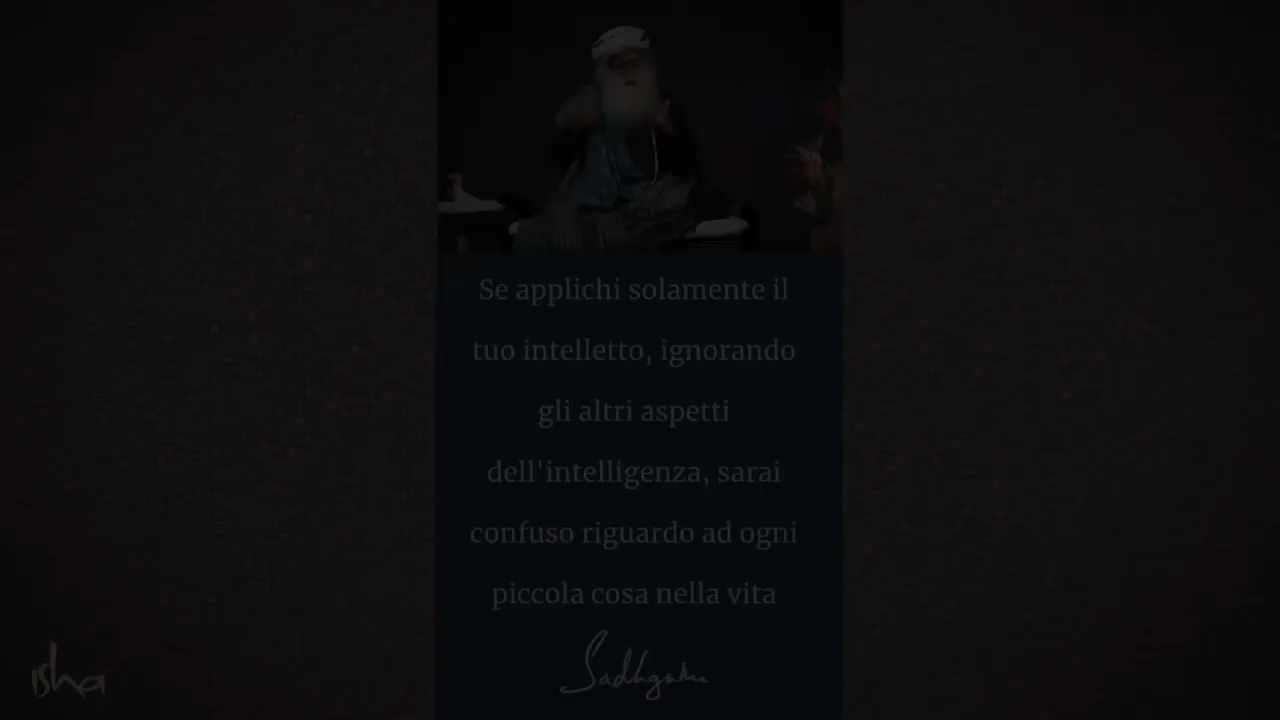 Se applichi solamente il
tuo intelletto, ignorando
gli altri aspetti
dell'intelligenza, sarai
confuso riguardo ad ogni
piccola cosa nella vita
Sadhguru
isha